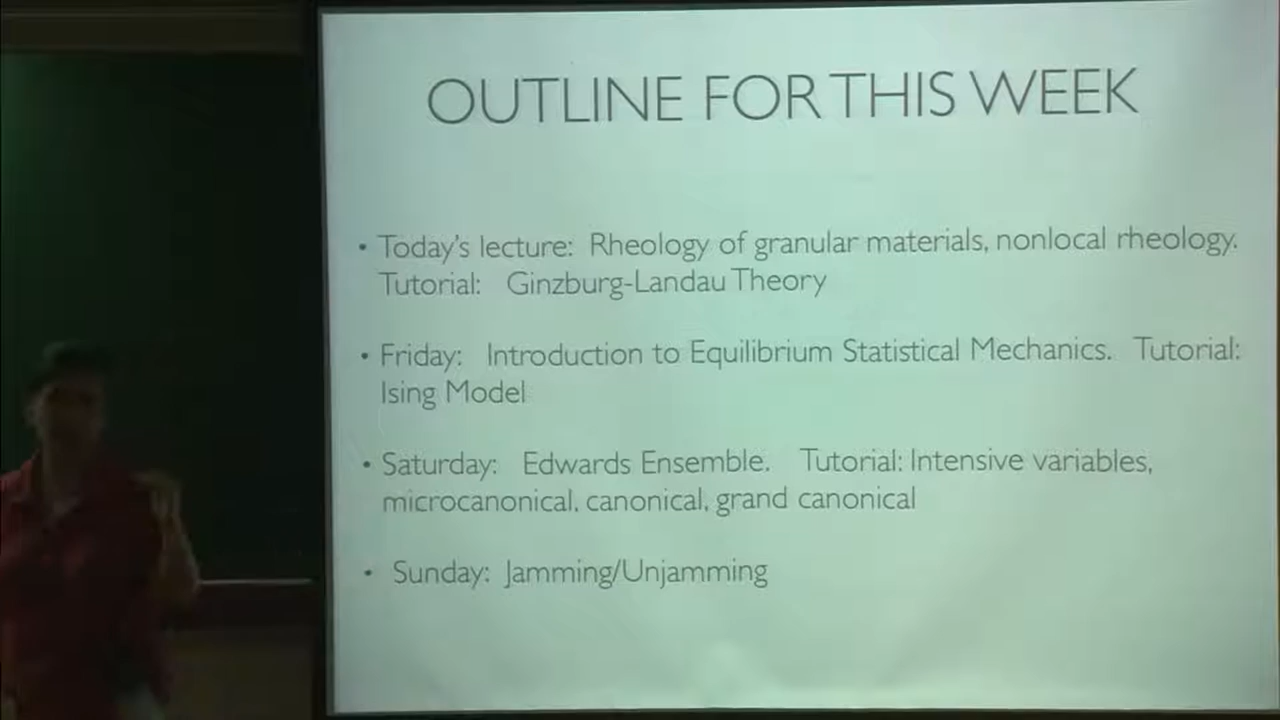 OUTLINE FOR THIS WEEK
• Today's lecture: Rheology of granular materials, nonlocal rheology.
Tutorial: Ginzburg-Landau Theory
• Friday: Introduction to Equilibrium Statistical Mechanics. Tutorial:
Ising Model
• Saturday: Edwards Ensemble. Tutorial: Intensive variables,
microcanonical, canonical, grand canonical
• Sunday: Jamming/Unjamming